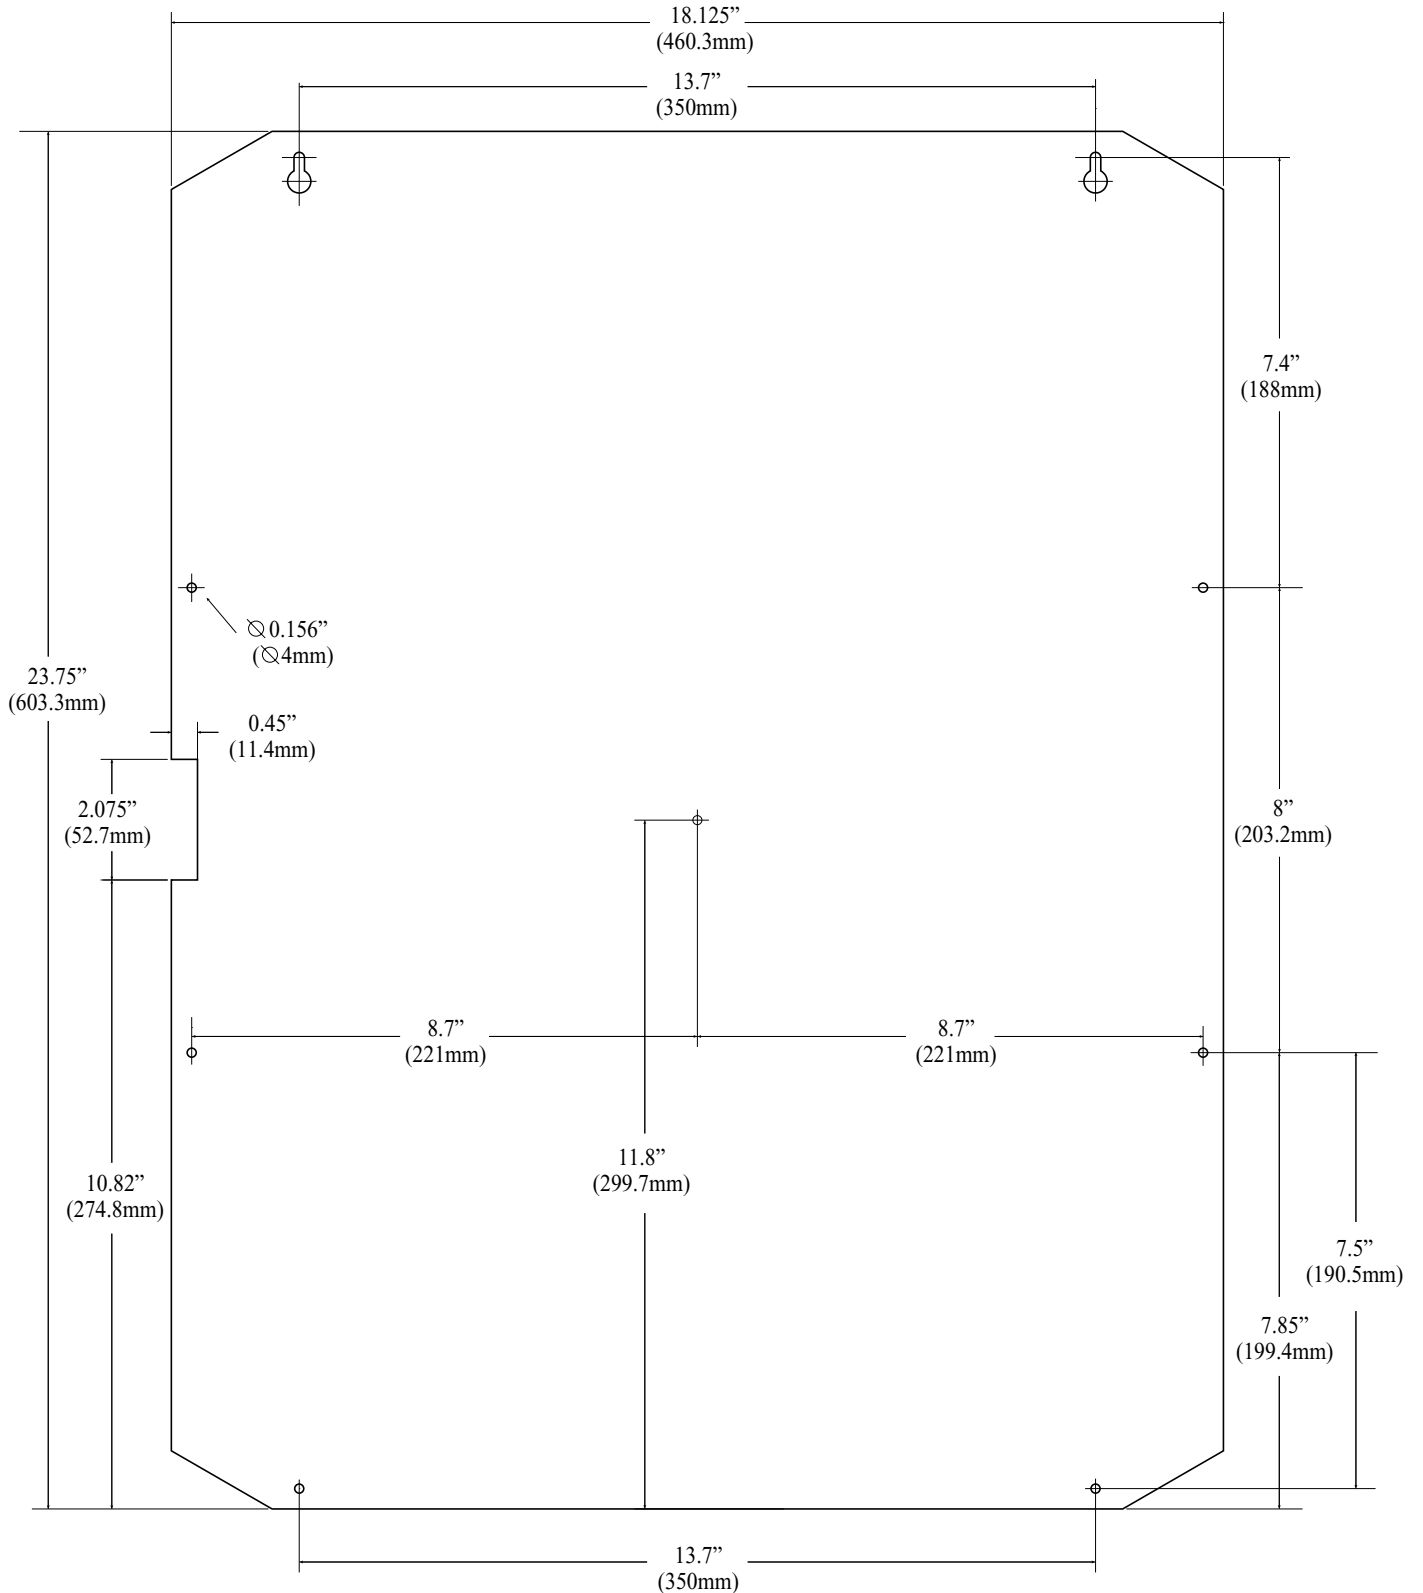 18.125”
(460.3mm)
13.7”
(350mm)
7.4”
(188mm)
0.156”
(4mm)
23.75”
(603.3mm)
0.45”
(11.4mm)
2.075”
(52.7mm)
8”
(203.2mm)
8.7”
(221mm)
8.7”
(221mm)
11.8”
(299.7mm)
10.82”
(274.8mm)
7.5”
(190.5mm)
7.85”
(199.4mm)
13.7”
(350mm)